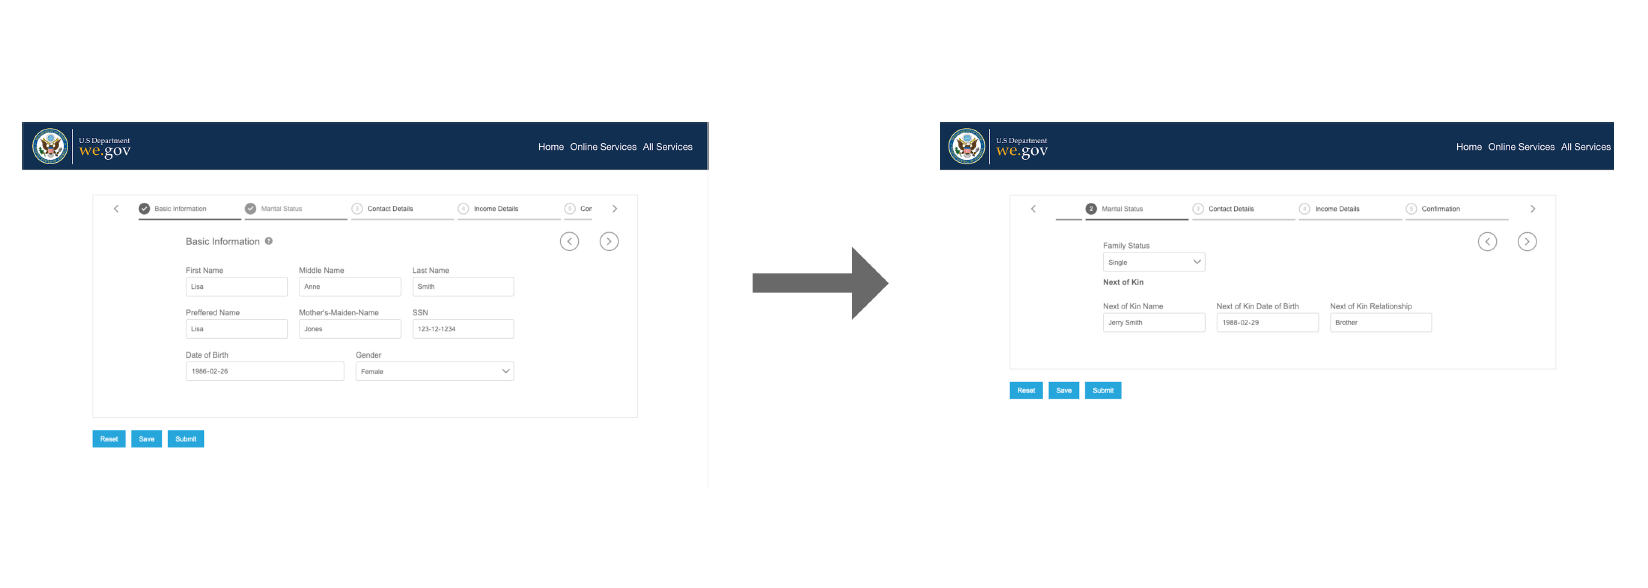 U.S Department
we.gov
Home Online Services All Services
Basic Information Marital Status 3 Contact Details 4 Income Details 5 Con
Basic Information ?
First Name Middle Name Last Name
Lisa Anne Smith
Preffered Name Mother's-Maiden-Name SSN
Lisa Jones 123-12-1234
Date of Birth Gender
1986-02-26 Female
Reset Save Submit
U.S Department
we.gov
Home Online Services All Services
2 Marital Status 3 Contact Details 4 Income Details 5 Confirmation
Family Status
Single
Next of Kin
Next of Kin Name Next of Kin Date of Birth Next of Kin Relationship
Jerry Smith 1988-02-29 Brother
Reset Save Submit